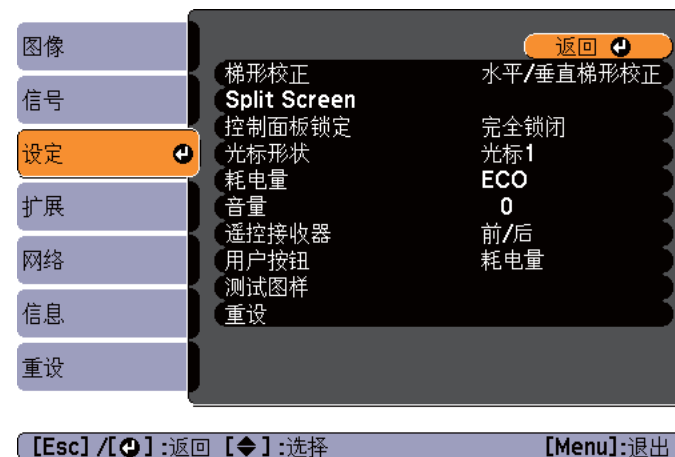 图像
信号
设定
扩展
网络
信息
重设
返回
梯形校正 水平/垂直梯形校正
Split Screen
控制面板锁定 完全锁闭
光标形状 光标1
耗电量 ECO
音量 0
遥控接收器 前/后
用户按钮 耗电量
测试图样
重设
[Esc] /[⏎] :返回 [◆] :选择 [Menu]:退出